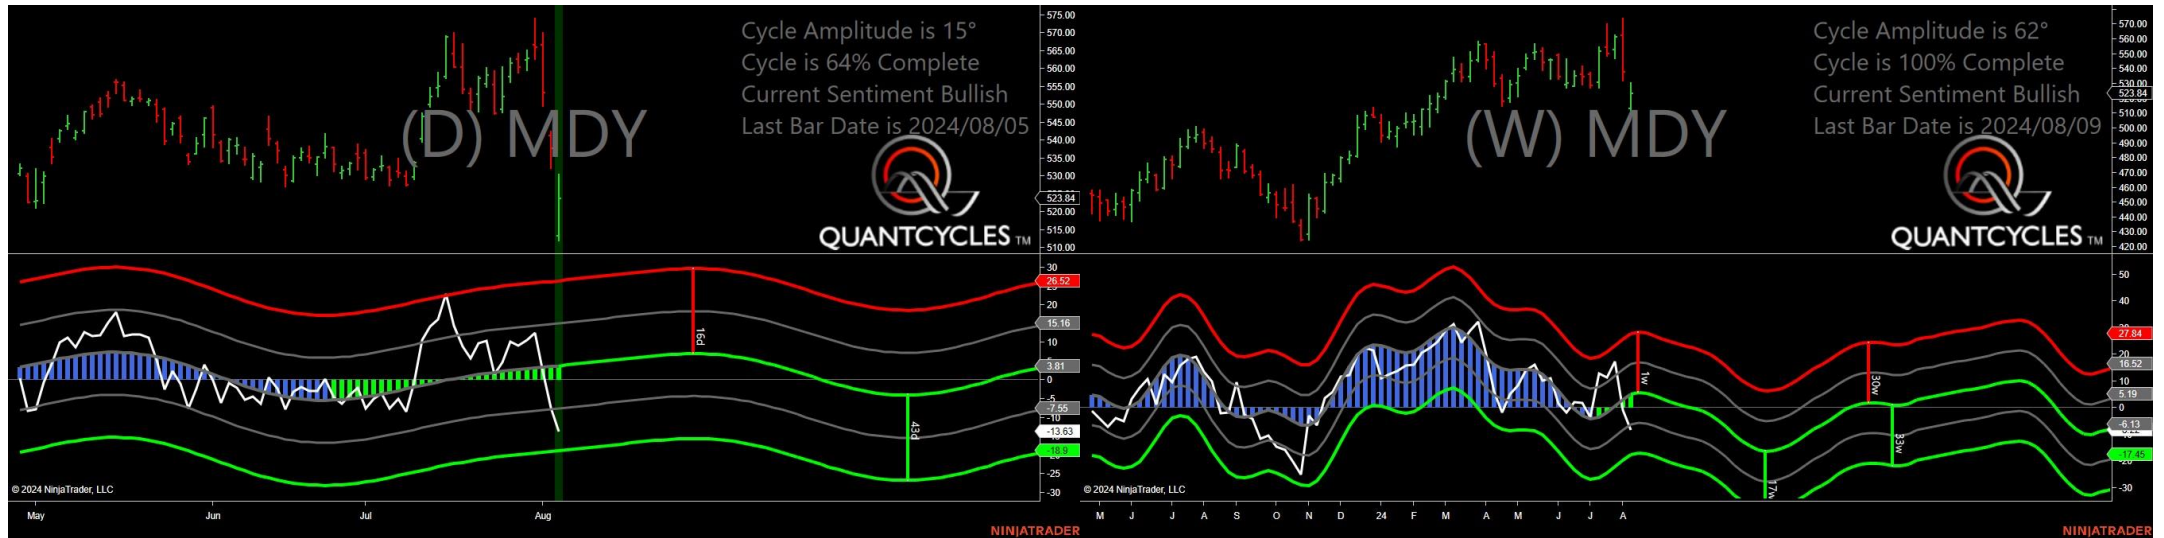 Cycle Amplitude is 15°
Cycle is 64% Complete
Current Sentiment Bullish
Last Bar Date is 2024/08/05
(D) MDY
QUANTCYCLES TM
575.00
570.00
565.00
560.00
555.00
550.00
545.00
540.00
535.00
530.00
523.84
520.00
515.00
510.00
30
26.52
20
15.16
10
5
3.81
0
-5
-7.55
-13.63
-18.9
-25
-30
16d
43d
© 2024 NinjaTrader, LLC
May
Jun
Jul
Aug
NINJATRADER
Cycle Amplitude is 62°
Cycle is 100% Complete
Current Sentiment Bullish
Last Bar Date is 2024/08/09
(W) MDY
QUANTCYCLES TM
570.00
560.00
550.00
540.00
530.00
523.84
510.00
500.00
490.00
480.00
470.00
460.00
450.00
440.00
430.00
420.00
50
40
27.84
20
16.52
10
5.19
0
-6.13
-17.45
-30
1w
17w
30w
33w
© 2024 NinjaTrader, LLC
M
J
J
A
S
O
N
D
24
F
M
A
M
J
J
A
NINJATRADER